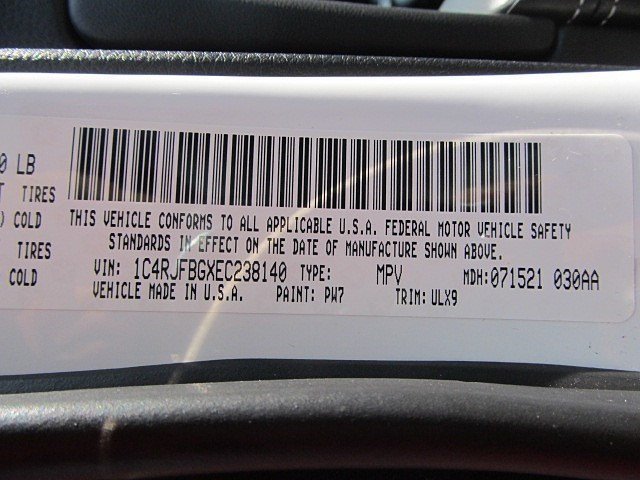 0 LB
TIRES
) COLD
TIRES
COLD
THIS VEHICLE CONFORMS TO ALL APPLICABLE U.S.A. FEDERAL MOTOR VEHICLE SAFETY
STANDARDS IN EFFECT ON THE DATE OF MANUFACTURE SHOWN ABOVE.
VIN: 1C4RJFBGXEC238140 TYPE: MPV MDH:071521 030AA
VEHICLE MADE IN U.S.A. PAINT: PW7 TRIM: ULX9